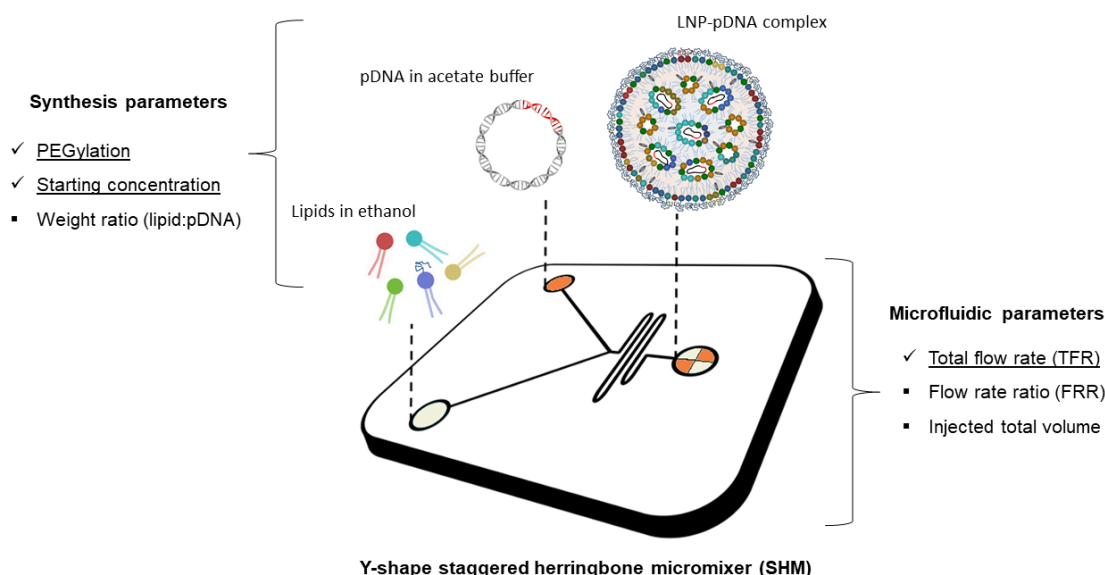 LNP-pDNA complex
pDNA in acetate buffer
Synthesis parameters
✓ PEGylation
✓ Starting concentration
▪ Weight ratio (lipid:pDNA)
Lipids in ethanol
Microfluidic parameters
✓ Total flow rate (TFR)
▪ Flow rate ratio (FRR)
▪ Injected total volume
Y-shape staggered herringbone micromixer (SHM)